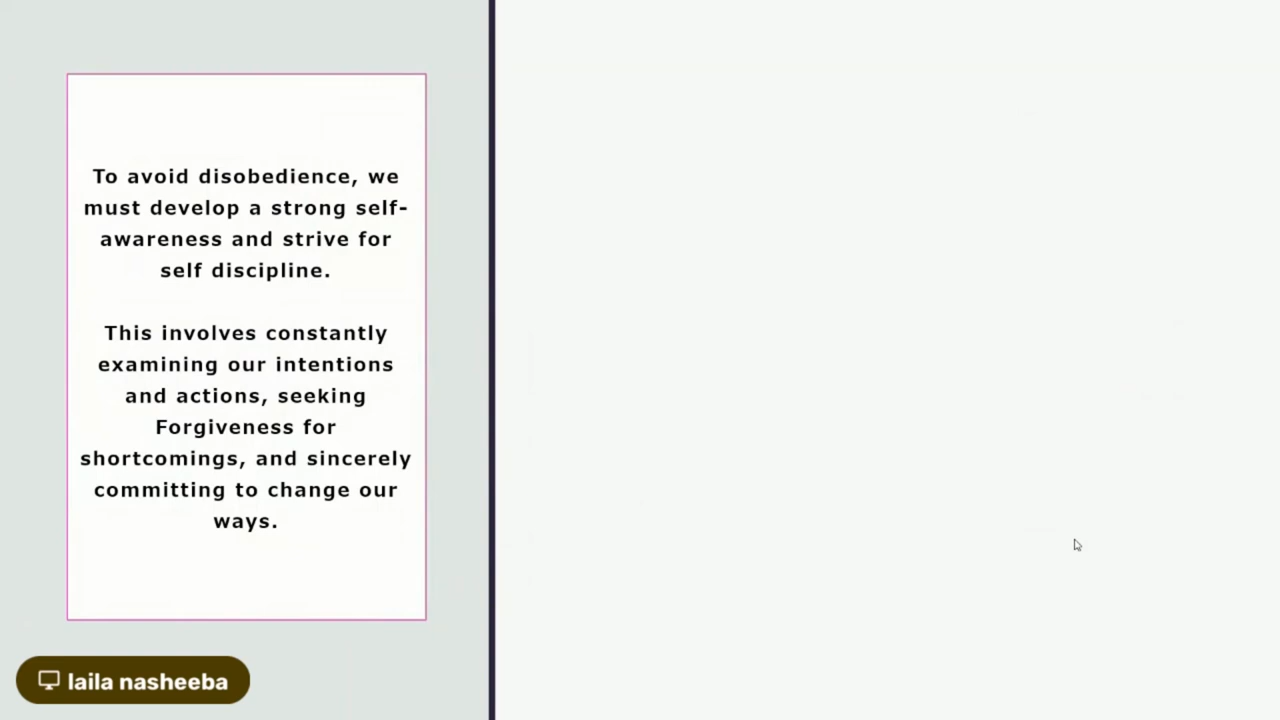 To avoid disobedience, we
must develop a strong self-
awareness and strive for
self discipline.
This involves constantly
examining our intentions
and actions, seeking
Forgiveness for
shortcomings, and sincerely
committing to change our
ways.
laila nasheeba